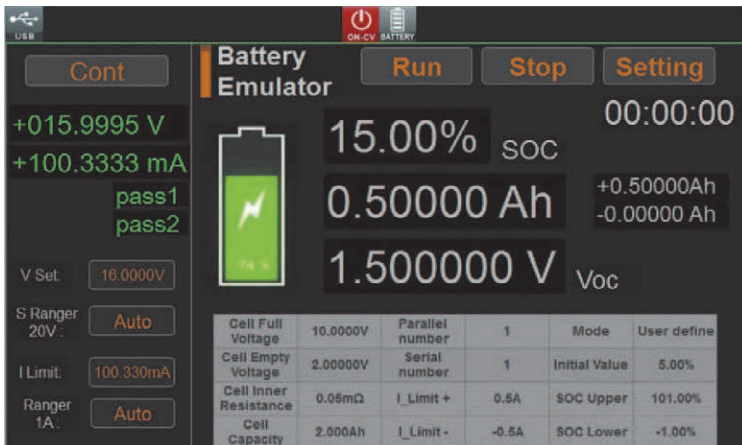 USB
ON-CV BATTERY
Cont
+015.9995 V
+100.3333 mA
pass1
pass2
V Set:
16.0000V
S Ranger
20V :
Auto
I Limit:
100.330mA
Ranger
1A :
Auto
Battery
Emulator
Run
Stop
Setting
00:00:00
15.00% SOC
0.50000 Ah
+0.50000Ah
-0.00000 Ah
1.500000 V Voc
74 %
Cell Full
Voltage
10.0000V
Parallel
number
1
Mode
User define
Cell Empty
Voltage
2.00000V
Serial
number
1
Initial Value
5.00%
Cell Inner
Resistance
0.05mΩ
I_Limit +
0.5A
SOC Upper
101.00%
Cell
Capacity
2.000Ah
I_Limit -
-0.5A
SOC Lower
-1.00%